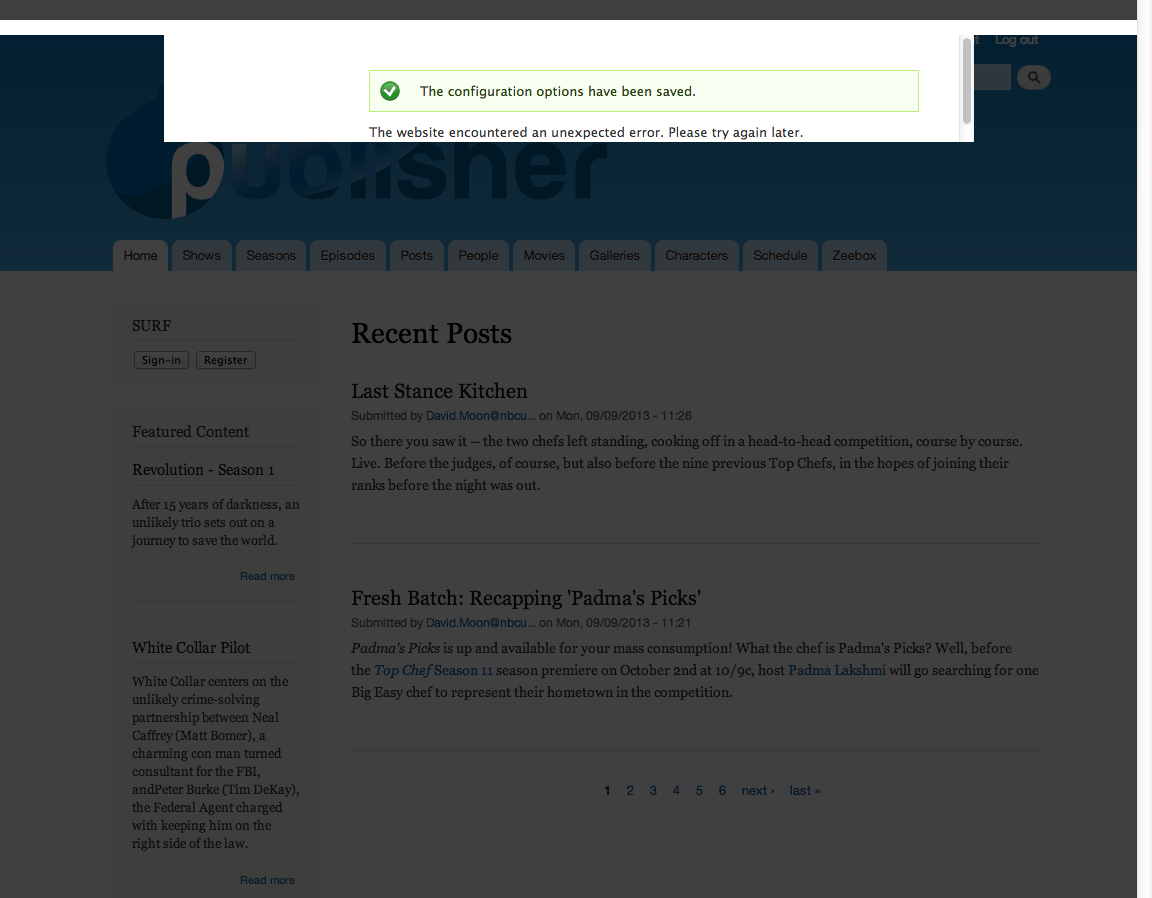 Log out
The configuration options have been saved.
The website encountered an unexpected error. Please try again later.
publisher
Home Shows Seasons Episodes Posts People Movies Galleries Characters Schedule Zeebox
SURF
Sign-in Register
Featured Content
Revolution - Season 1
After 15 years of darkness, an
unlikely trio sets out on a
journey to save the world.
Read more
White Collar Pilot
White Collar centers on the
unlikely crime-solving
partnership between Neal
Caffrey (Matt Bomer), a
charming con man turned
consultant for the FBI,
andPeter Burke (Tim DeKay),
the Federal Agent charged
with keeping him on the
right side of the law.
Read more
Recent Posts
Last Stance Kitchen
Submitted by David.Moon@nbcu... on Mon, 09/09/2013 - 11:26
So there you saw it -- the two chefs left standing, cooking off in a head-to-head competition, course by course.
Live. Before the judges, of course, but also before the nine previous Top Chefs, in the hopes of joining their
ranks before the night was out.
Fresh Batch: Recapping 'Padma's Picks'
Submitted by David.Moon@nbcu... on Mon, 09/09/2013 - 11:21
Padma's Picks is up and available for your mass consumption! What the chef is Padma's Picks? Well, before
the Top Chef Season 11 season premiere on October 2nd at 10/9c, host Padma Lakshmi will go searching for one
Big Easy chef to represent their hometown in the competition.
1 2 3 4 5 6 next › last »